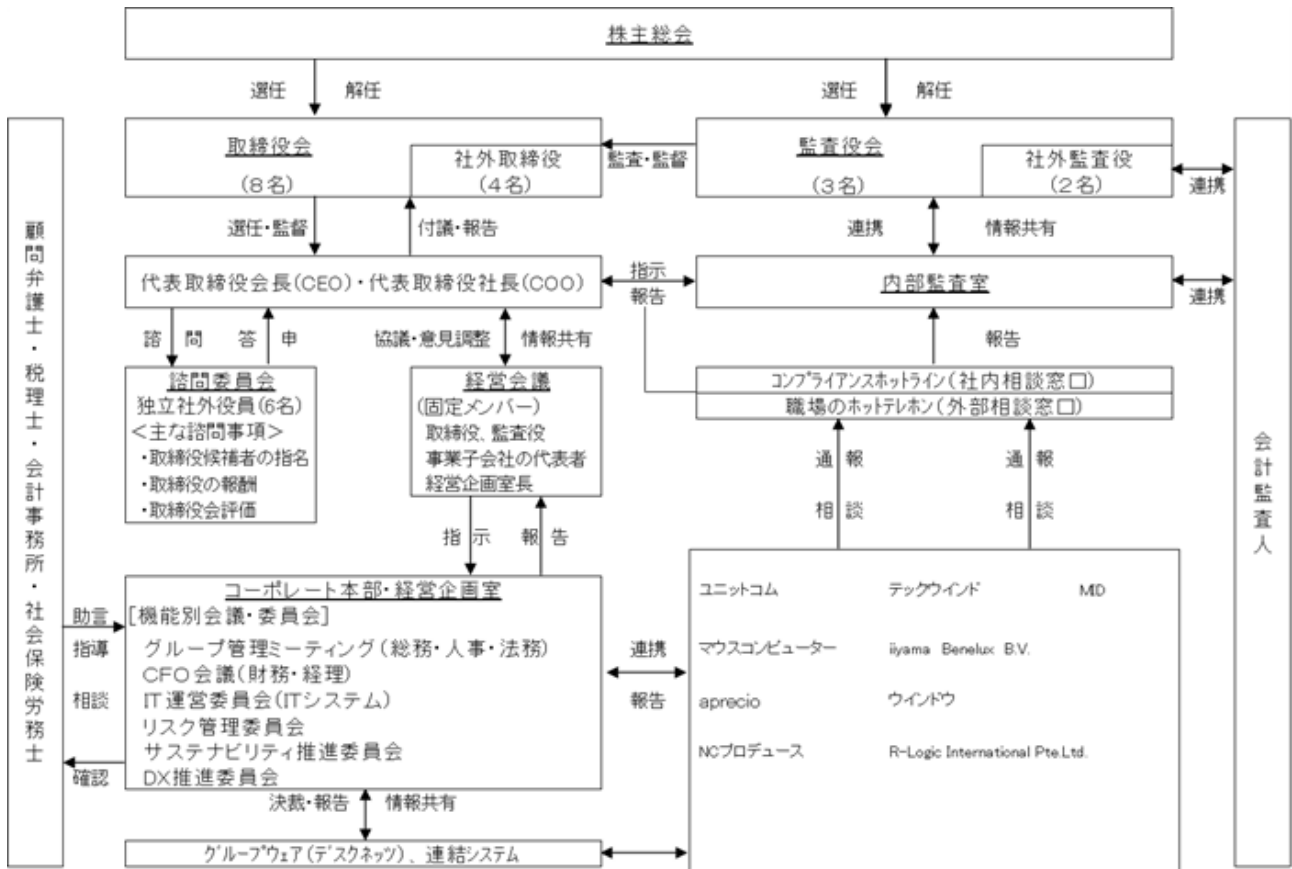 株主総会
選任 解任 選任 解任
取締役会
(8名)
社外取締役
(4名)
監査・監督
監査役会
(3名)
社外監査役
(2名)
連携
選任・監督 付議・報告
連携 情報共有
代表取締役会長(CEO)・代表取締役社長(COO)
指示
報告
内部監査室
連携
諮問 答申
協議・意見調整 情報共有
報告
諮問委員会
独立社外役員(6名)
<主な諮問事項>
・取締役候補者の指名
・取締役の報酬
・取締役会評価
経営会議
(固定メンバー)
取締役、監査役
事業子会社の代表者
経営企画室長
コンプライアンスホットライン(社内相談窓口)
職場のホットテレホン(外部相談窓口)
通報 通報
相談 相談
指示 報告
コーポレート本部・経営企画室
[機能別会議・委員会]
グループ管理ミーティング(総務・人事・法務)
CFO会議(財務・経理)
IT運営委員会(ITシステム)
リスク管理委員会
サステナビリティ推進委員会
DX推進委員会
助言
指導
相談
確認
連携
報告
ユニットコム テックウインド MID
マウスコンピューター iiyama Benelux B.V.
aprecio ウインドウ
NCプロデュース R-Logic International Pte.Ltd.
決裁・報告 情報共有
グループウェア(デスクネッツ)、連結システム
顧問弁護士・税理士・会計事務所・社会保険労務士
会計監査人